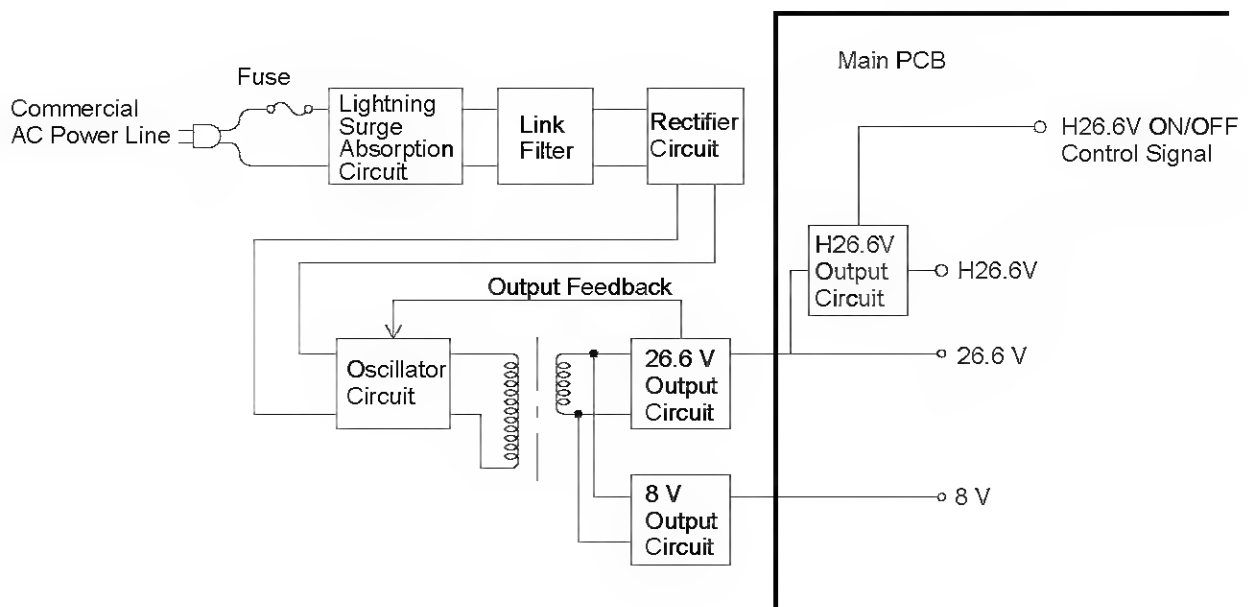 Main PCB
Fuse
Commercial
AC Power Line
Lightning
Surge
Absorption
Circuit
Link
Filter
Rectifier
Circuit
H26.6V ON/OFF
Control Signal
H26.6V
Output
Circuit
H26.6V
Output Feedback
Oscillator
Circuit
26.6 V
Output
Circuit
26.6 V
8 V
Output
Circuit
8 V